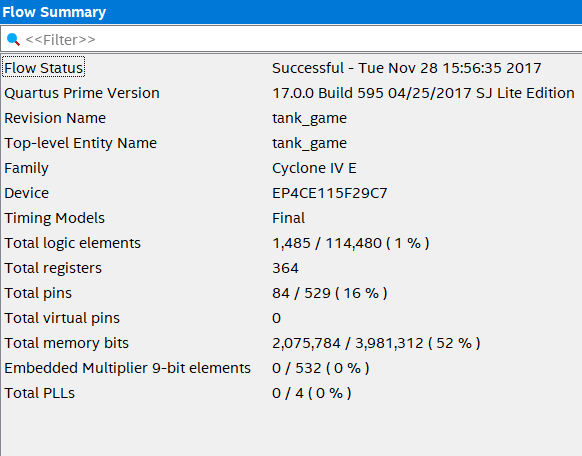 Flow Summary
<<Filter>>
Flow Status Successful - Tue Nov 28 15:56:35 2017
Quartus Prime Version 17.0.0 Build 595 04/25/2017 SJ Lite Edition
Revision Name tank_game
Top-level Entity Name tank_game
Family Cyclone IV E
Device EP4CE115F29C7
Timing Models Final
Total logic elements 1,485 / 114,480 ( 1 % )
Total registers 364
Total pins 84 / 529 ( 16 % )
Total virtual pins 0
Total memory bits 2,075,784 / 3,981,312 ( 52 % )
Embedded Multiplier 9-bit elements 0 / 532 ( 0 % )
Total PLLs 0 / 4 ( 0 % )